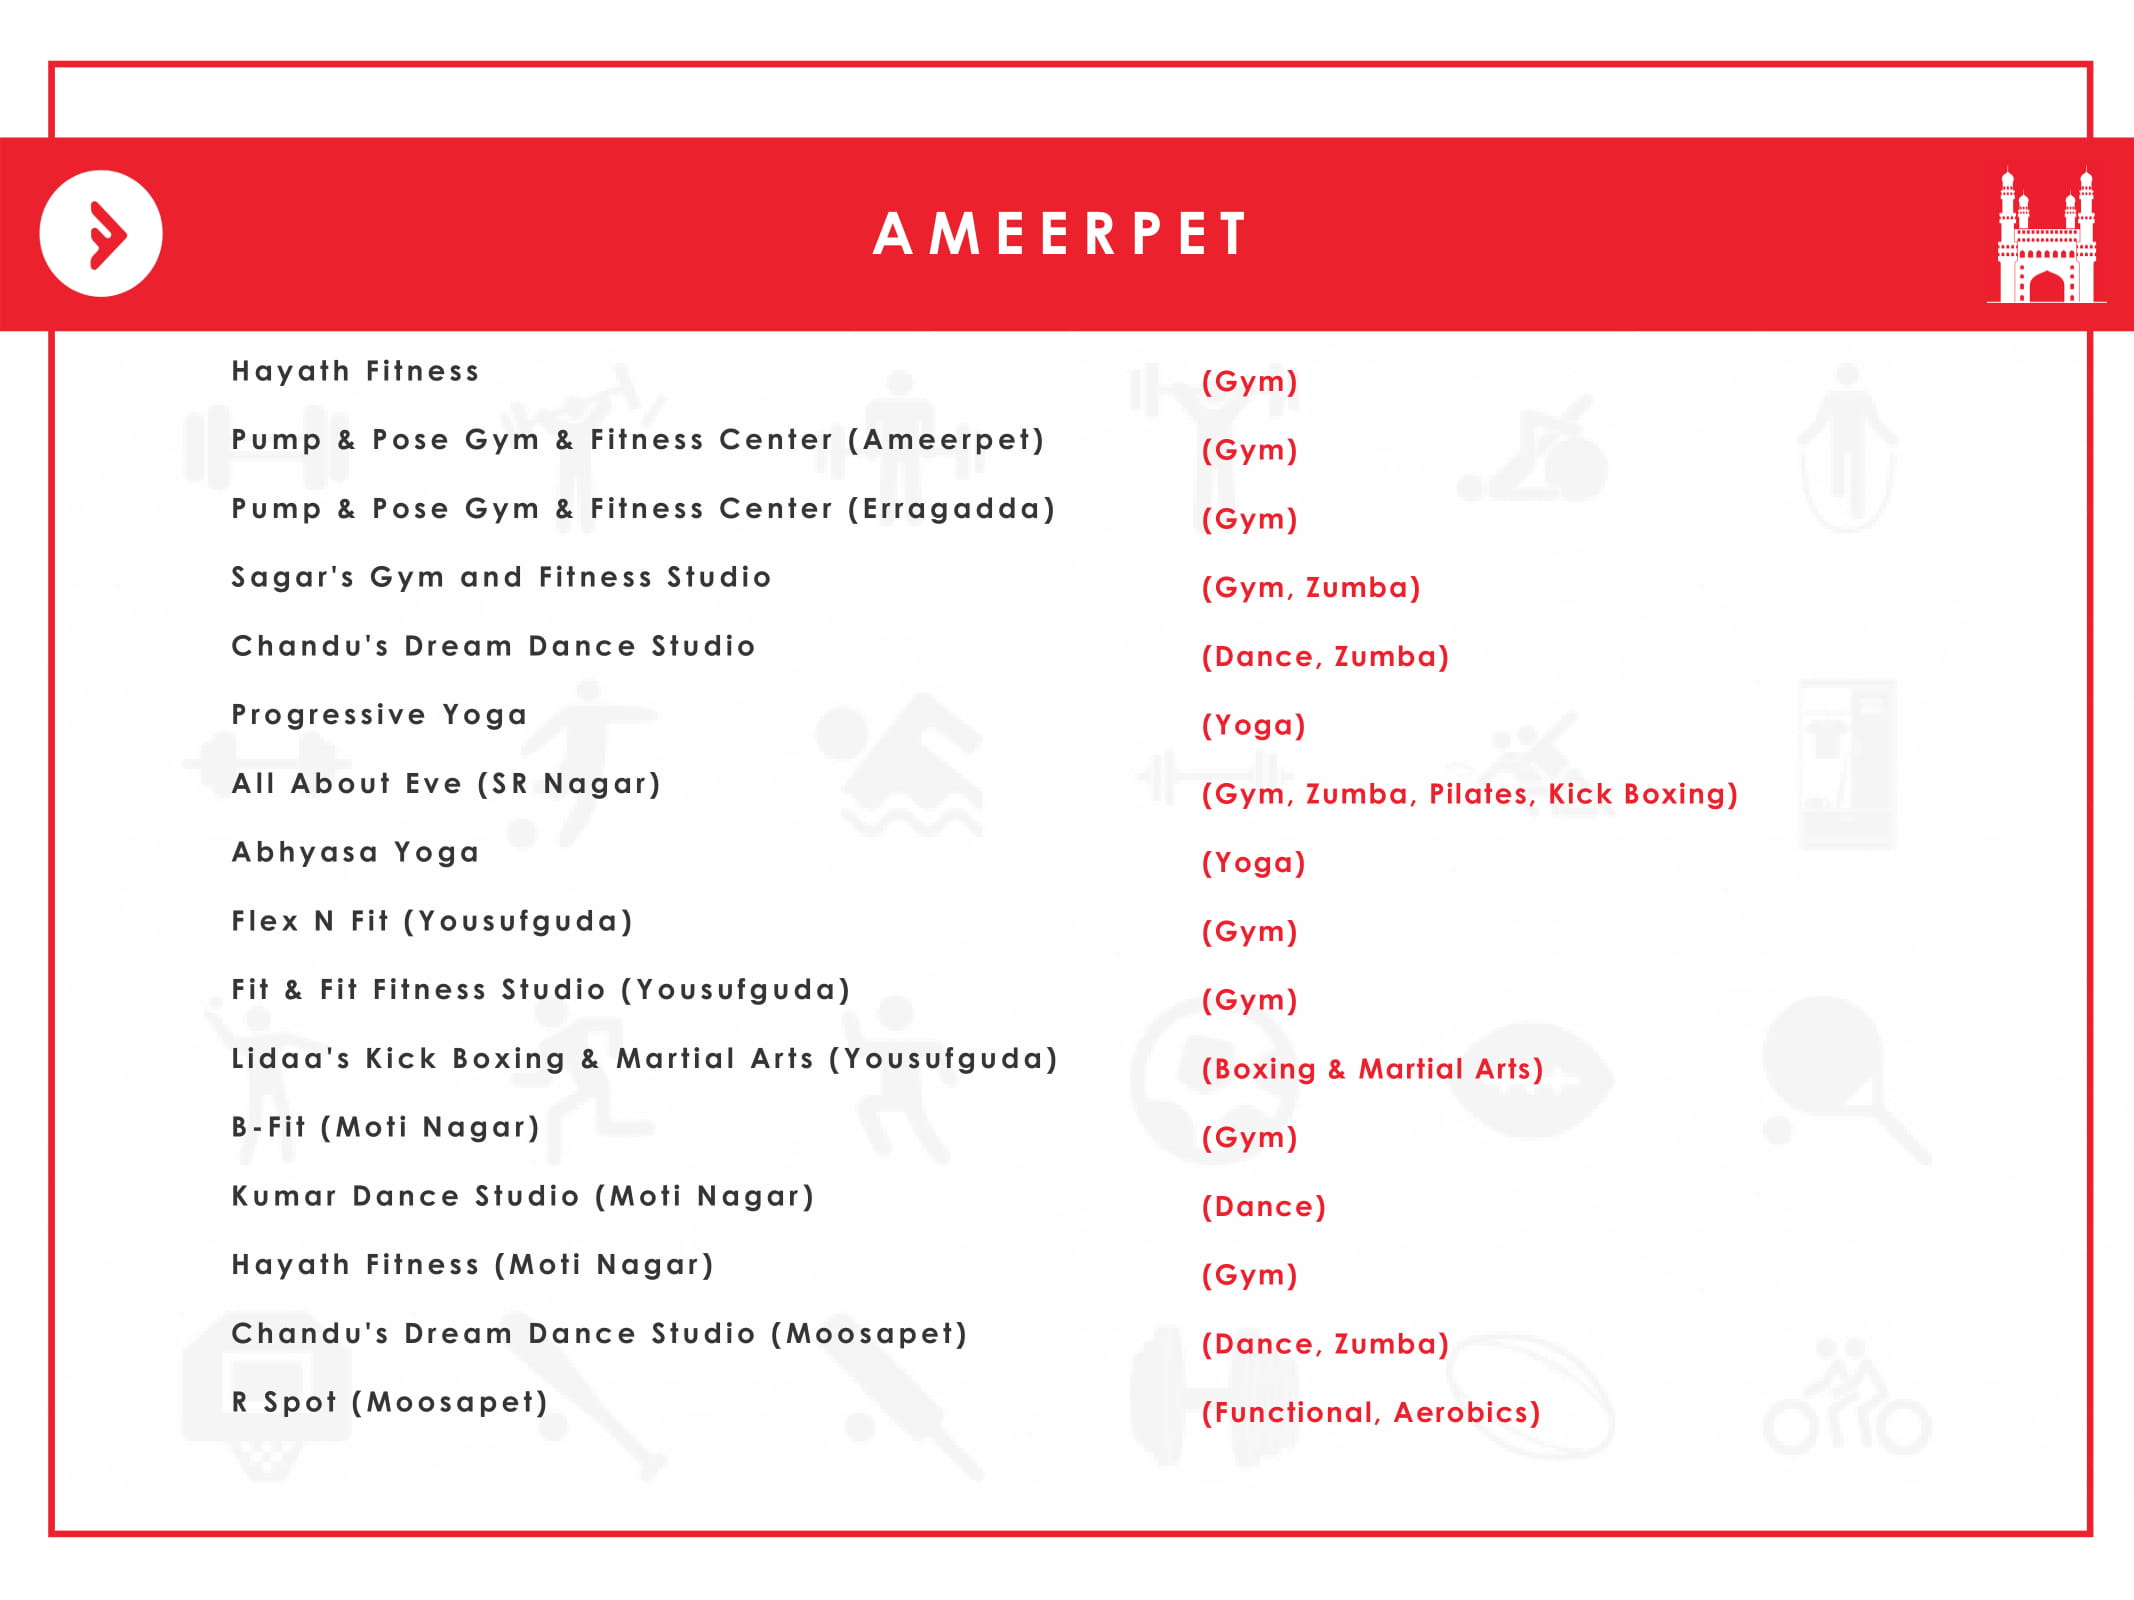 AMEERPET
Hayath Fitness (Gym)
Pump & Pose Gym & Fitness Center (Ameerpet) (Gym)
Pump & Pose Gym & Fitness Center (Erragadda) (Gym)
Sagar's Gym and Fitness Studio (Gym, Zumba)
Chandu's Dream Dance Studio (Dance, Zumba)
Progressive Yoga (Yoga)
All About Eve (SR Nagar) (Gym, Zumba, Pilates, Kick Boxing)
Abhyasa Yoga (Yoga)
Flex N Fit (Yousufguda) (Gym)
Fit & Fit Fitness Studio (Yousufguda) (Gym)
Lidaa's Kick Boxing & Martial Arts (Yousufguda) (Boxing & Martial Arts)
B-Fit (Moti Nagar) (Gym)
Kumar Dance Studio (Moti Nagar) (Dance)
Hayath Fitness (Moti Nagar) (Gym)
Chandu's Dream Dance Studio (Moosapet) (Dance, Zumba)
R Spot (Moosapet) (Functional, Aerobics)